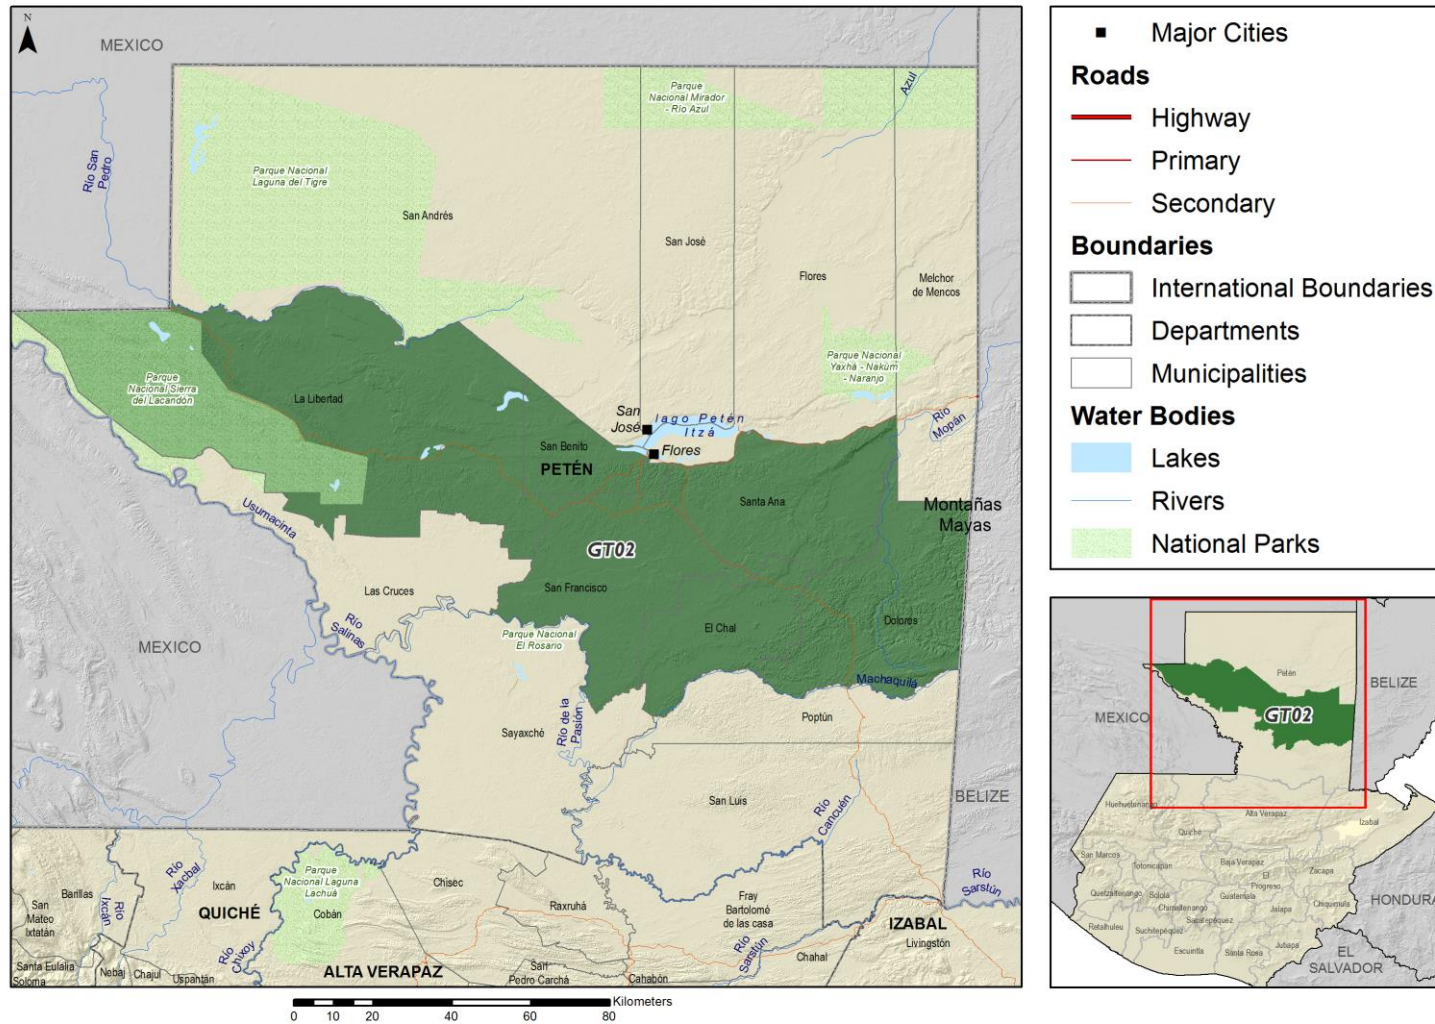 N
MEXICO
Río San
Pedro
Parque Nacional
Laguna del Tigre
San Andrés
Parque
Nacional Mirador
- Río Azul
Azul
San José
Flores
Melchor
de Mencos
Parque Nacional
Yaxhá - Nakúm
- Naranjo
Río
Mopán
Parque
Nacional Sierra
del Lacandón
La Libertad
San
José
lago Petén
Itzá
Flores
San Benito
PETÉN
Santa Ana
Montañas
Mayas
Usumacinta
GT02
Las Cruces
San Francisco
Río
Salinas
Parque Nacional
El Rosario
El Chal
Dolores
MEXICO
Machaquilá
Sayaxché
Río de la
Pasión
Poptún
San Luis
Río
Cancuén
BELIZE
Barillas
San
Mateo
Ixtatán
Río
Ixcán
Río
Xacbal
Ixcán
QUICHÉ
Parque
Nacional Laguna
Lachuá
Cobán
Río
Chixoy
Chisec
Raxruhá
Fray
Bartolomé
de las casa
Río
Sarstún
Río
Sarstún
IZABAL
Livingstón
Chahal
Santa Eulalia
Soloma
Nebaj
Chajul
Uspantán
ALTA VERAPAZ
San
Pedro Carchá
Cahabón
0 10 20 40 60 80
Kilometers
Major Cities
Roads
Highway
Primary
Secondary
Boundaries
International Boundaries
Departments
Municipalities
Water Bodies
Lakes
Rivers
National Parks
Petén
BELIZE
MEXICO
GT02
Huehuetenango
Alta Verapaz
Izabal
Quiché
San Marcos
Totonicapán
Baja Verapaz
El
Progreso
Zacapa
Quetzaltenango
Sololá
Chimaltenango
Guatemala
Chiquimula
Sacatepéquez
Jalapa
Retalhuleu
Suchitepéquez
Jutiapa
Escuintla
Santa Rosa
HONDURA
EL
SALVADOR